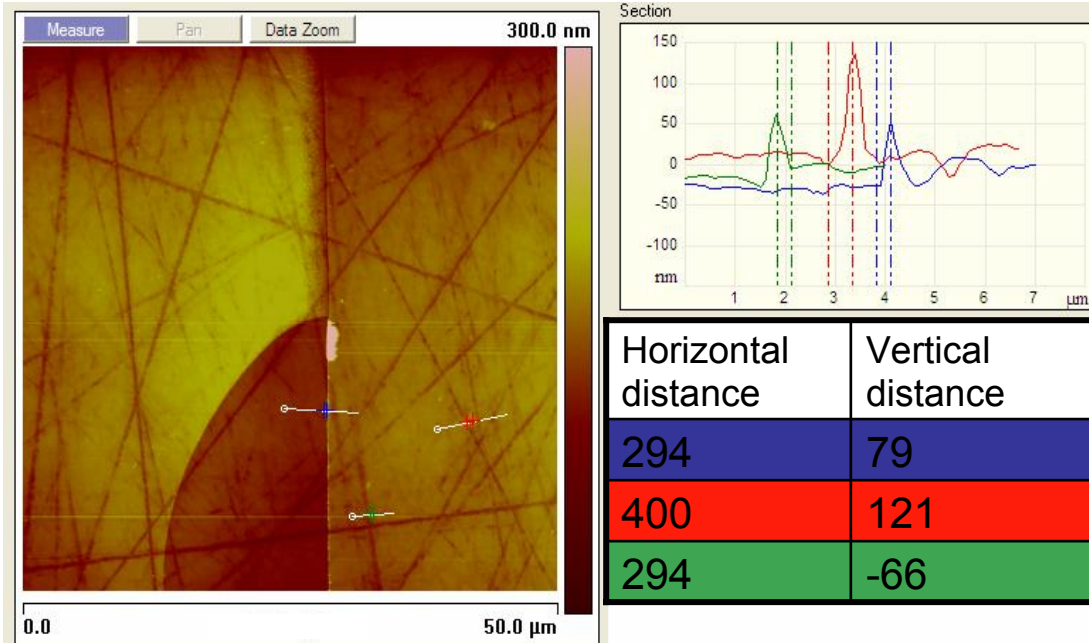 Measure Pan Data Zoom 300.0 nm
0.0 50.0 µm
Section
150
100
50
0
-50
-100
nm
1 2 3 4 5 6 7 µm
Horizontal distance Vertical distance
294 79
400 121
294 -66